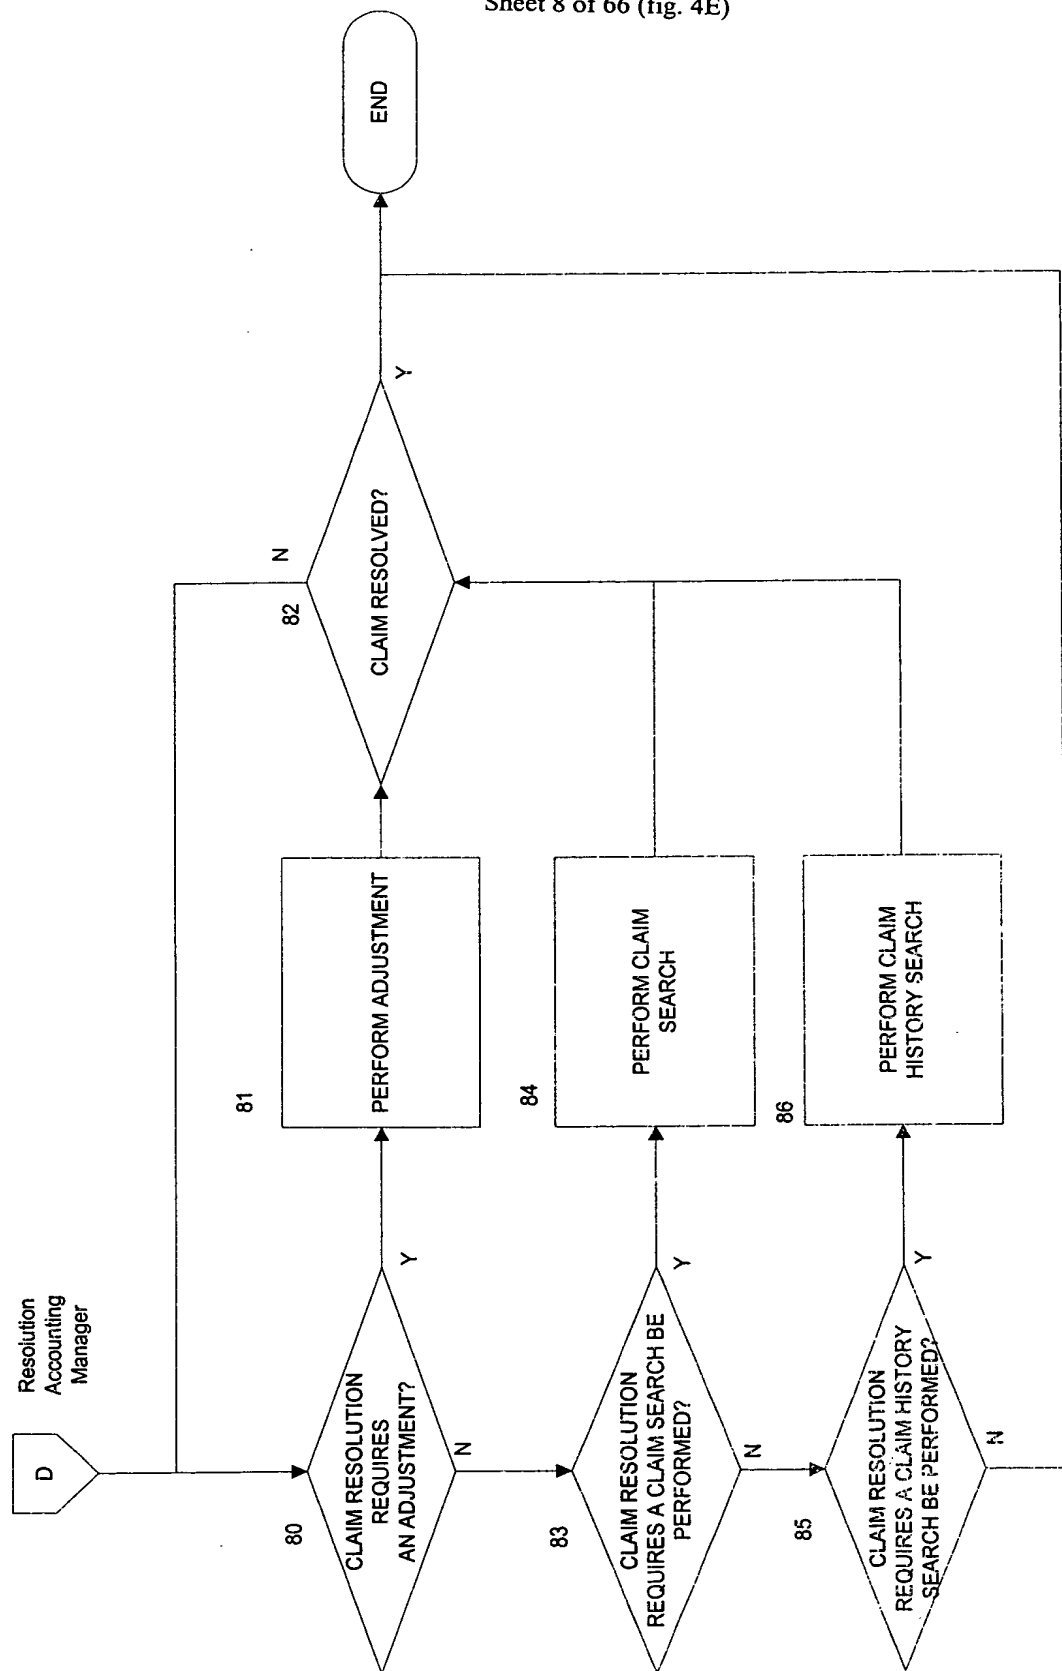 Sheet 8 of 66 (fig. 4E)
Resolution
Accounting
Manager
D
80
CLAIM RESOLUTION
REQUIRES
AN ADJUSTMENT?
Y
N
81
PERFORM ADJUSTMENT
82
CLAIM RESOLVED?
N
Y
END
83
CLAIM RESOLUTION
REQUIRES A CLAIM SEARCH BE
PERFORMED?
Y
N
84
PERFORM CLAIM
SEARCH
85
CLAIM RESOLUTION
REQUIRES A CLAIM HISTORY
SEARCH BE PERFORMED?
Y
N
86
PERFORM CLAIM
HISTORY SEARCH